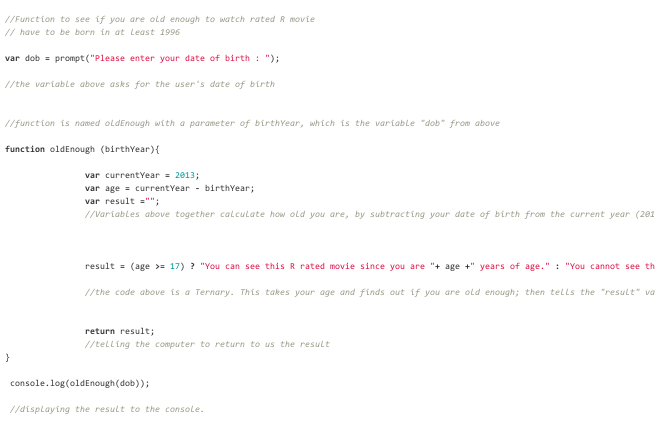 //Function to see if you are old enough to watch rated R movie
// have to be born in at least 1996
var dob = prompt("Please enter your date of birth : ");
//the variable above asks for the user's date of birth
//function is named oldEnough with a parameter of birthYear, which is the variable "dob" from above
function oldEnough (birthYear){
var currentYear = 2013;
var age = currentYear - birthYear;
var result ="";
//Variables above together calculate how old you are, by subtracting your date of birth from the current year (201
result = (age >= 17) ? "You can see this R rated movie since you are "+ age +" years of age." : "You cannot see th
//the code above is a Ternary. This takes your age and finds out if you are old enough; then tells the "result" va
return result;
//telling the computer to return to us the result
}
console.log(oldEnough(dob));
//displaying the result to the console.